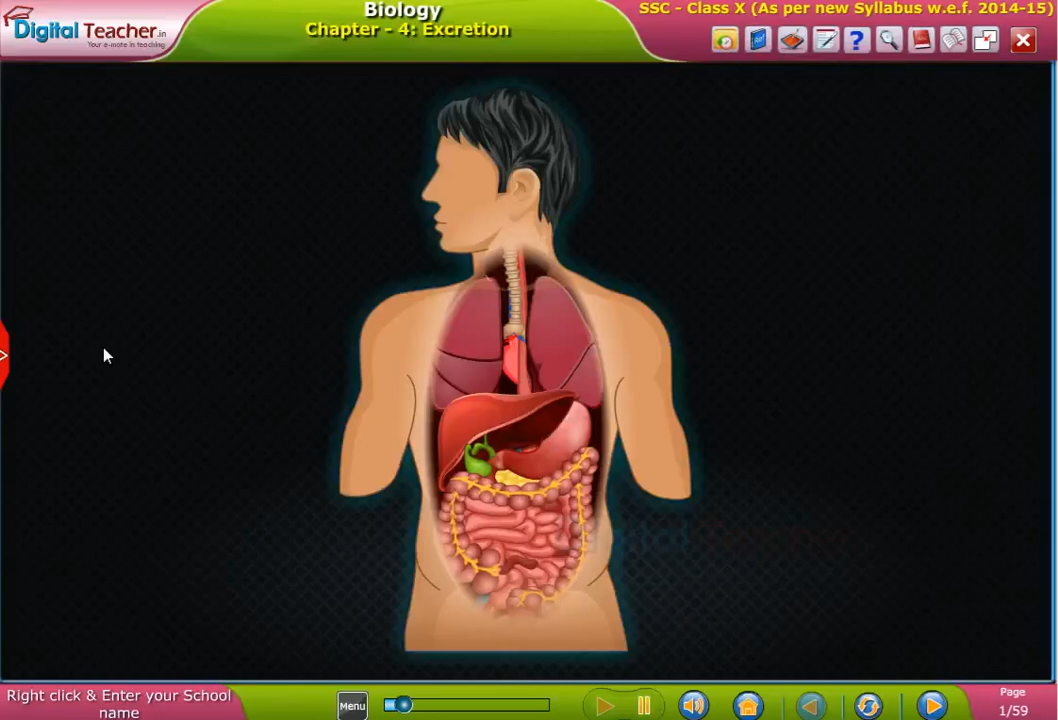 Digital Teacher.in
Your e-mate in teaching
Biology
Chapter - 4: Excretion
SSC - Class X (As per new Syllabus w.e.f. 2014-15)
Right click & Enter your School
name
Menu
Page
1/59